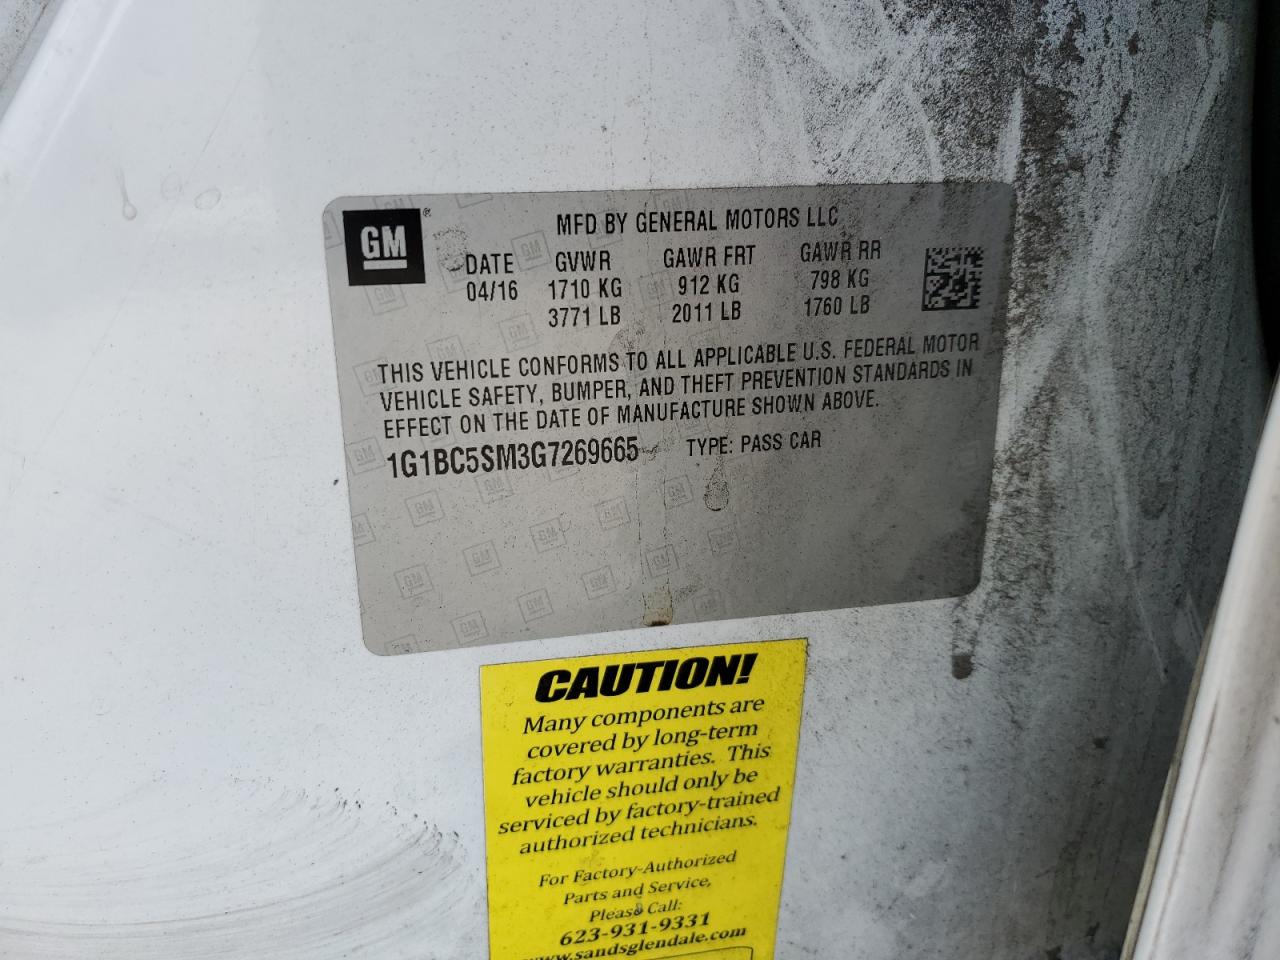 GM
MFD BY GENERAL MOTORS LLC
DATE GVWR GAWR FRT GAWR RR
04/16 1710 KG 912 KG 798 KG
3771 LB 2011 LB 1760 LB
THIS VEHICLE CONFORMS TO ALL APPLICABLE U.S. FEDERAL MOTOR
VEHICLE SAFETY, BUMPER, AND THEFT PREVENTION STANDARDS IN
EFFECT ON THE DATE OF MANUFACTURE SHOWN ABOVE.
1G1BC5SM3G7269665 TYPE: PASS CAR
CAUTION!
Many components are
covered by long-term
factory warranties. This
vehicle should only be
serviced by factory-trained
authorized technicians.
For Factory-Authorized
Parts and Service,
Please Call:
623-931-9331
www.sandsglendale.com